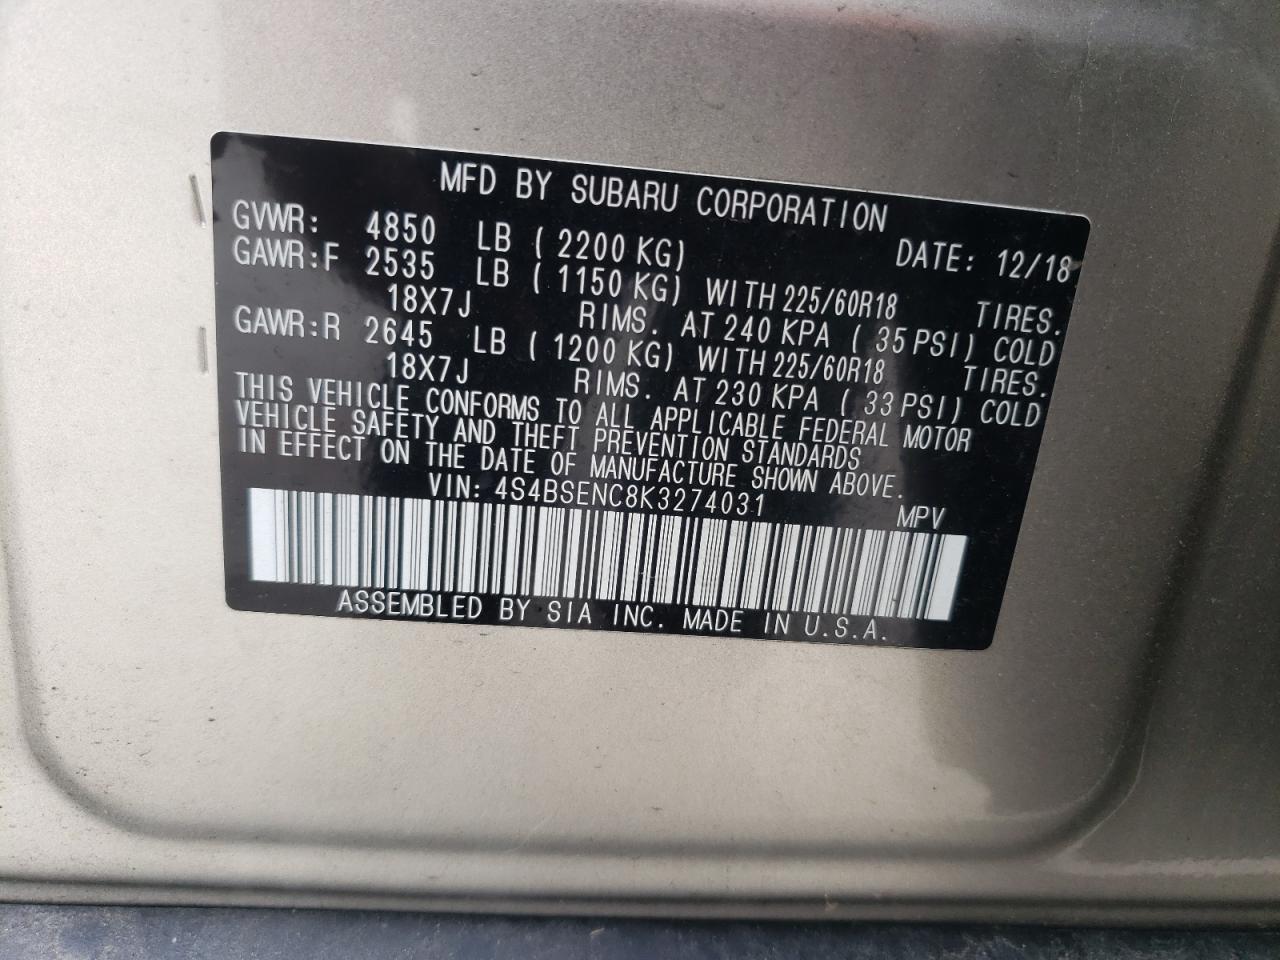 MFD BY SUBARU CORPORATION
GVWR: 4850 LB ( 2200 KG) DATE: 12/18
GAWR:F 2535 LB ( 1150 KG) WITH 225/60R18 TIRES.
18X7J RIMS. AT 240 KPA ( 35 PSI) COLD
GAWR:R 2645 LB ( 1200 KG) WITH 225/60R18 TIRES.
18X7J RIMS. AT 230 KPA ( 33 PSI) COLD
THIS VEHICLE CONFORMS TO ALL APPLICABLE FEDERAL MOTOR
VEHICLE SAFETY AND THEFT PREVENTION STANDARDS
IN EFFECT ON THE DATE OF MANUFACTURE SHOWN ABOVE.
VIN: 4S4BSENC8K3274031 MPV
ASSEMBLED BY SIA INC. MADE IN U.S.A.